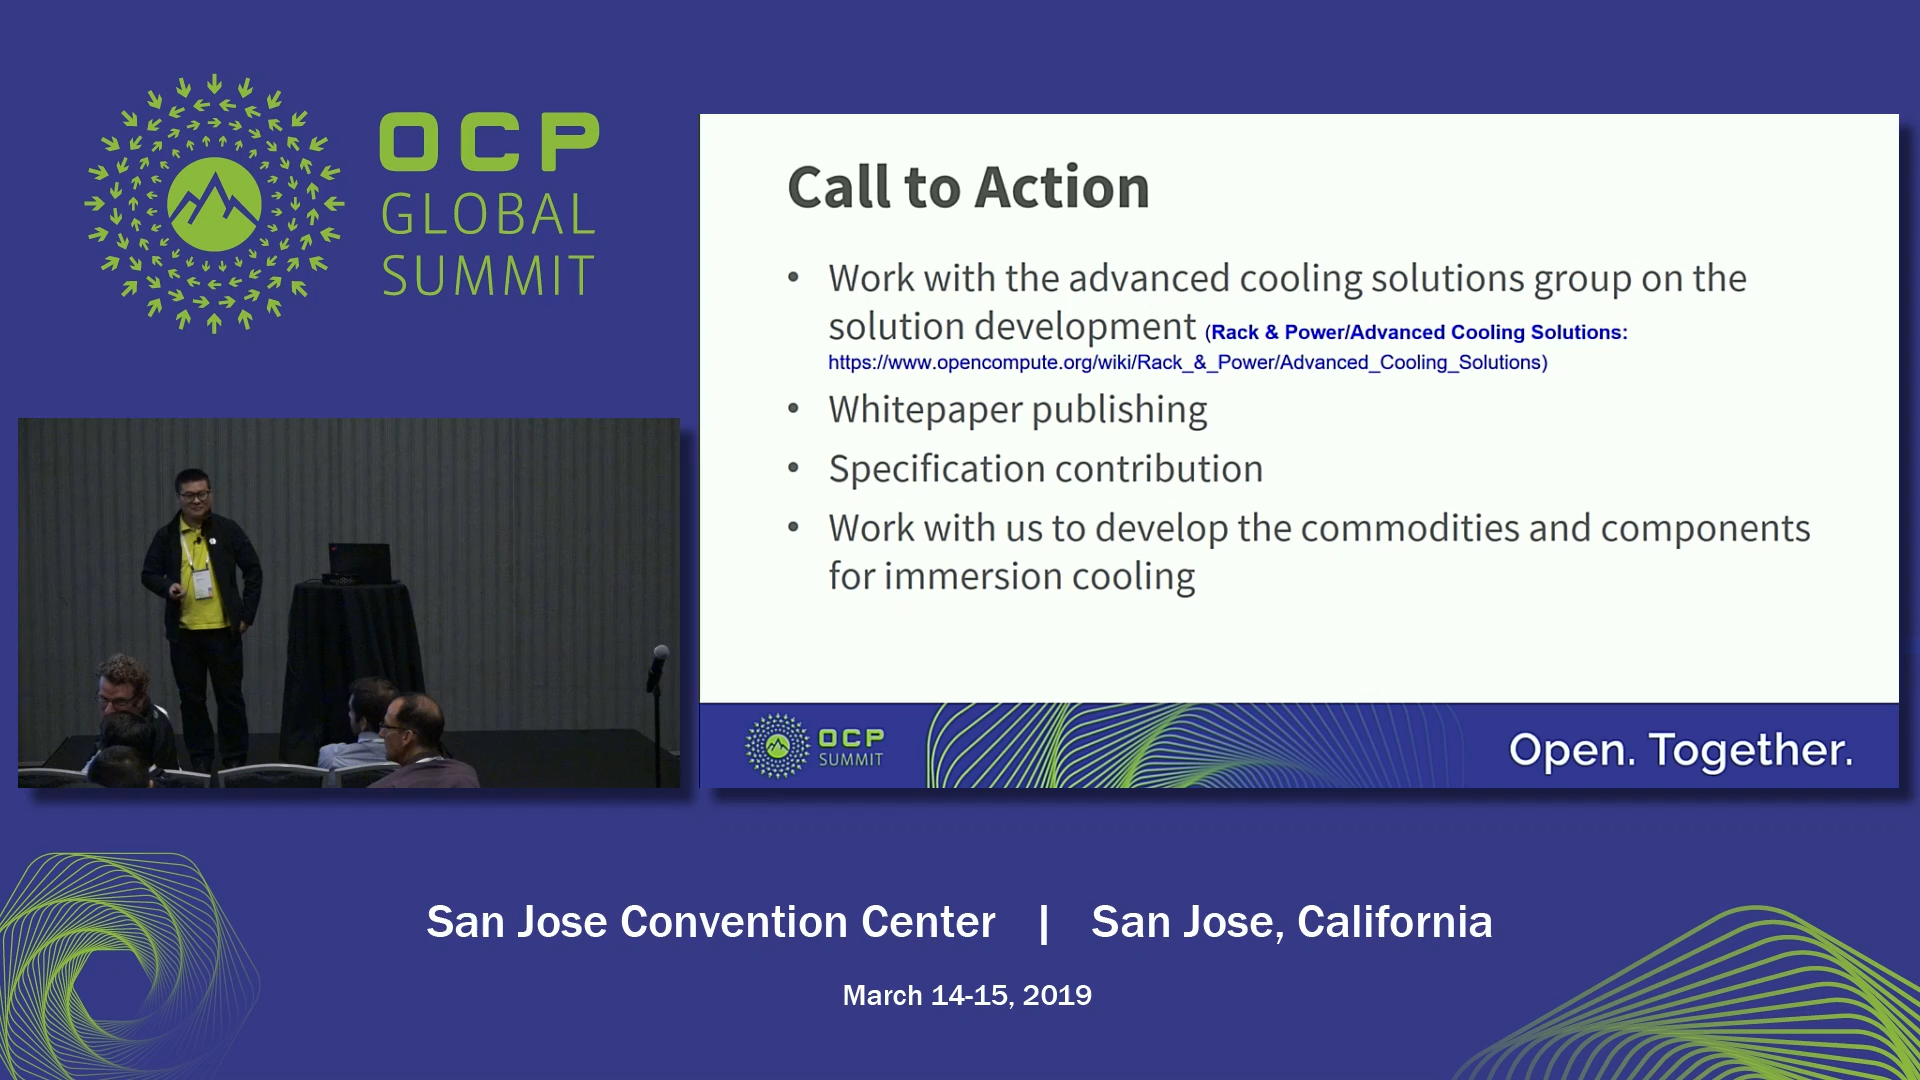 OCP
GLOBAL
SUMMIT
Call to Action
• Work with the advanced cooling solutions group on the
solution development (Rack & Power/Advanced Cooling Solutions:
https://www.opencompute.org/wiki/Rack_&_Power/Advanced_Cooling_Solutions)
• Whitepaper publishing
• Specification contribution
• Work with us to develop the commodities and components
for immersion cooling
OCP
SUMMIT
Open. Together.
San Jose Convention Center | San Jose, California
March 14-15, 2019